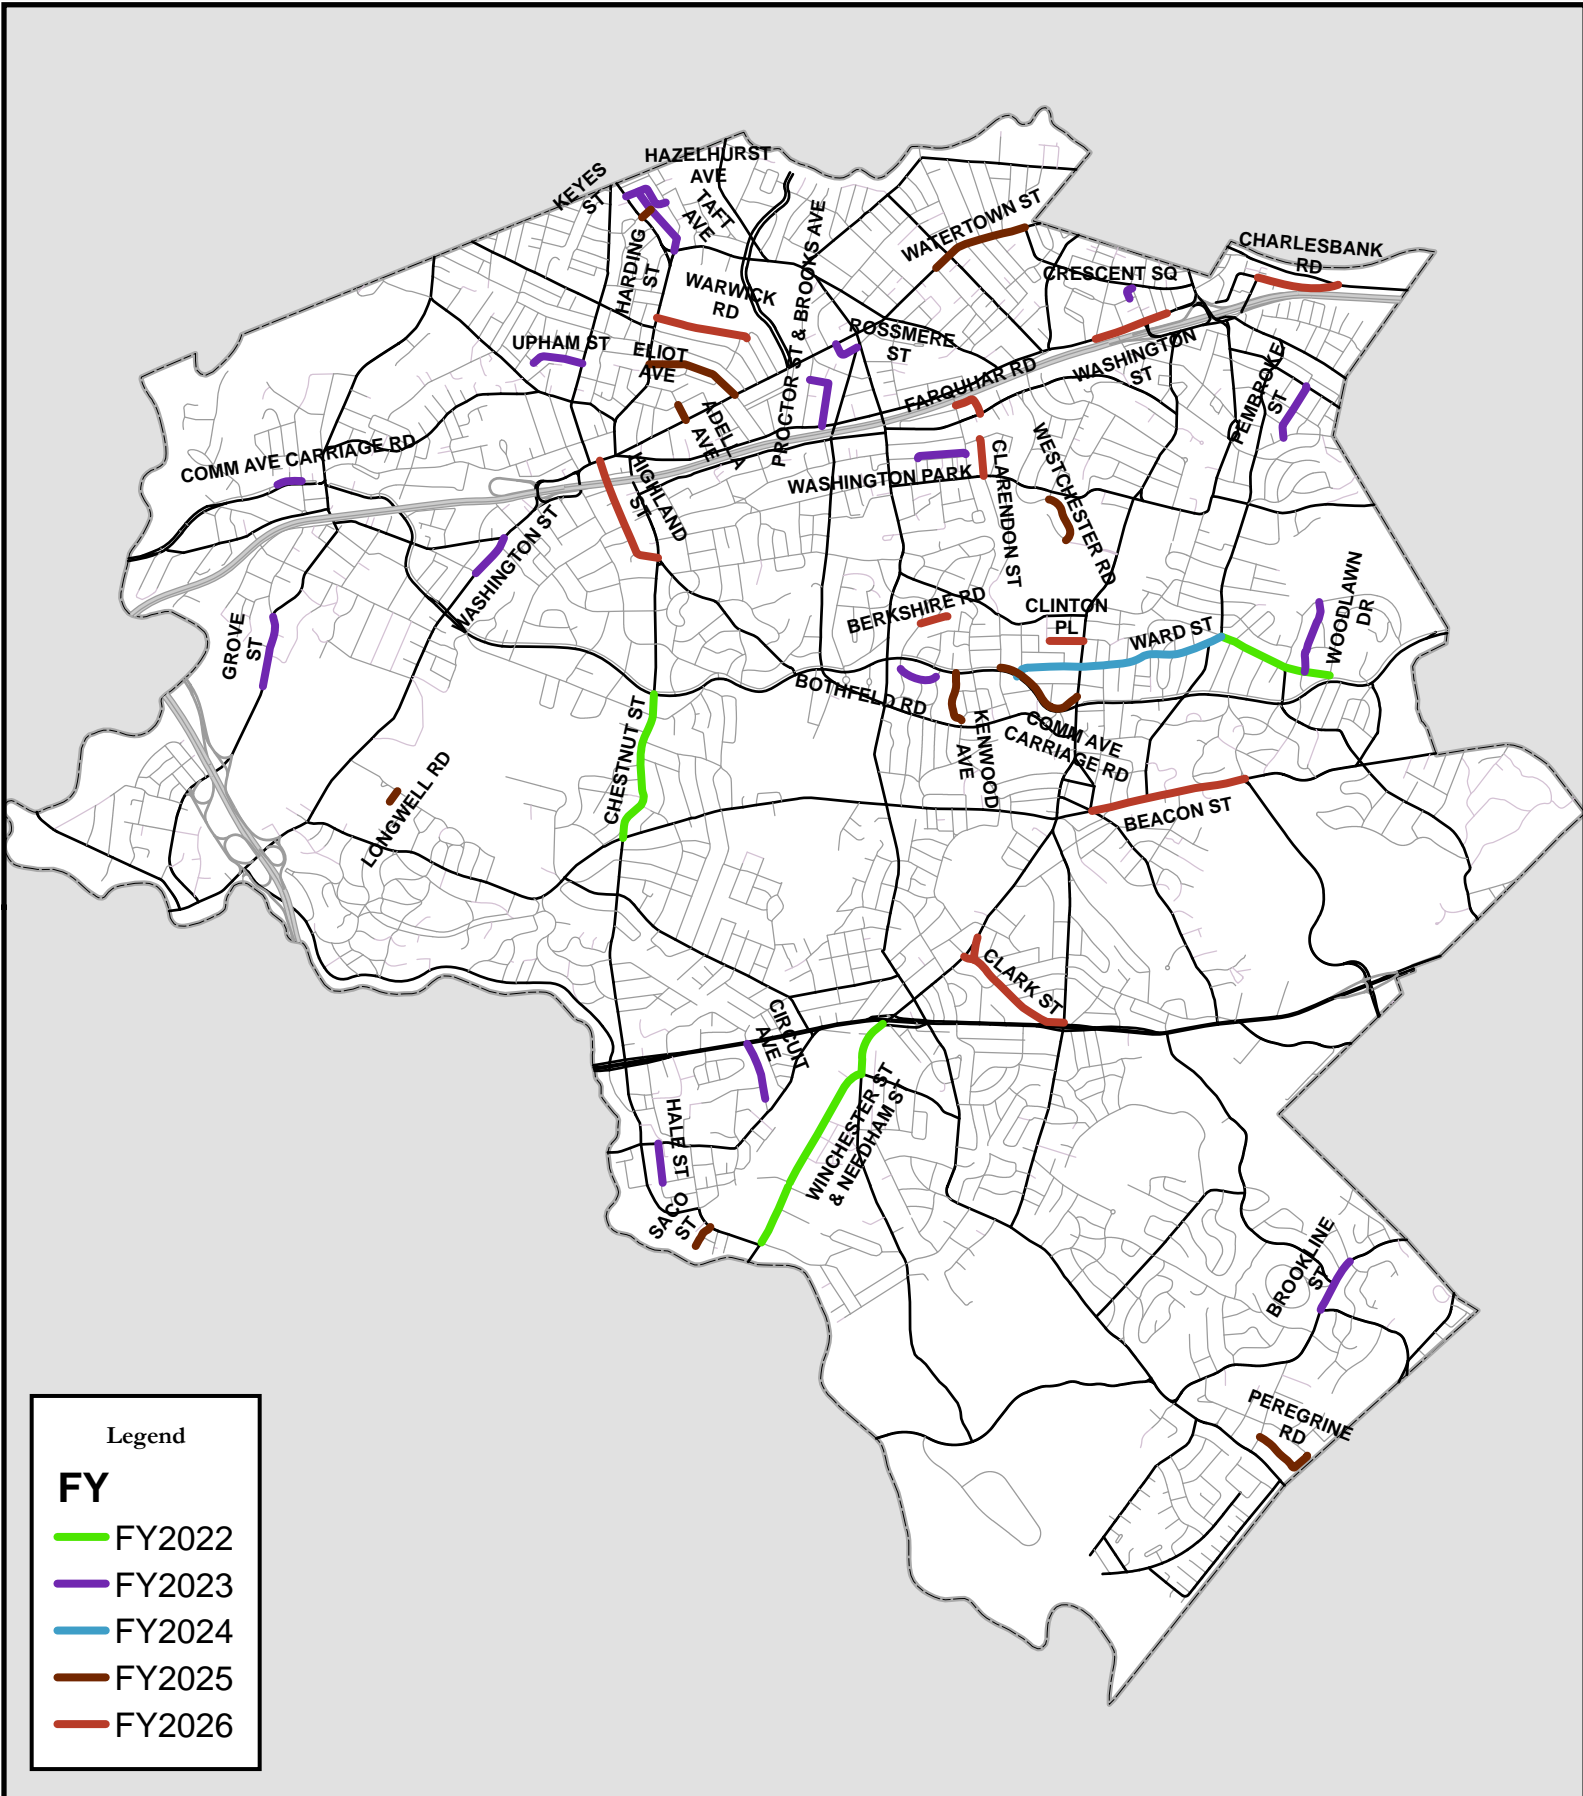 HAZELHURST
AVE
KEYES
ST
TAFT
AVE
HARDING
ST
WARWICK
RD
PROCTOR ST & BROOKS AVE
WATERTOWN ST
CRESCENT SQ
CHARLESBANK
RD
UPHAM ST
ELIOT
AVE
ROSSMERE
ST
FARQUHAR RD
WASHINGTON
ST
PEMBROKE
ST
ADELLA
AVE
COMM AVE CARRIAGE RD
HIGHLAND
ST
WASHINGTON PARK
CLARENDON ST
WESTCHESTER RD
WASHINGTON ST
GROVE
ST
BERKSHIRE RD
CLINTON
PL
WARD ST
WOODLAWN
DR
BOTHFELD RD
KENWOOD
AVE
COMM AVE
CARRIAGE RD
CHESTNUT ST
LONGWELL RD
BEACON ST
CLARK ST
CIRCUIT
AVE
WINCHESTER ST
& NEEDHAM ST
HALE ST
SACO
ST
BROOKLINE
ST
PEREGRINE
RD
Legend
FY
FY2022
FY2023
FY2024
FY2025
FY2026